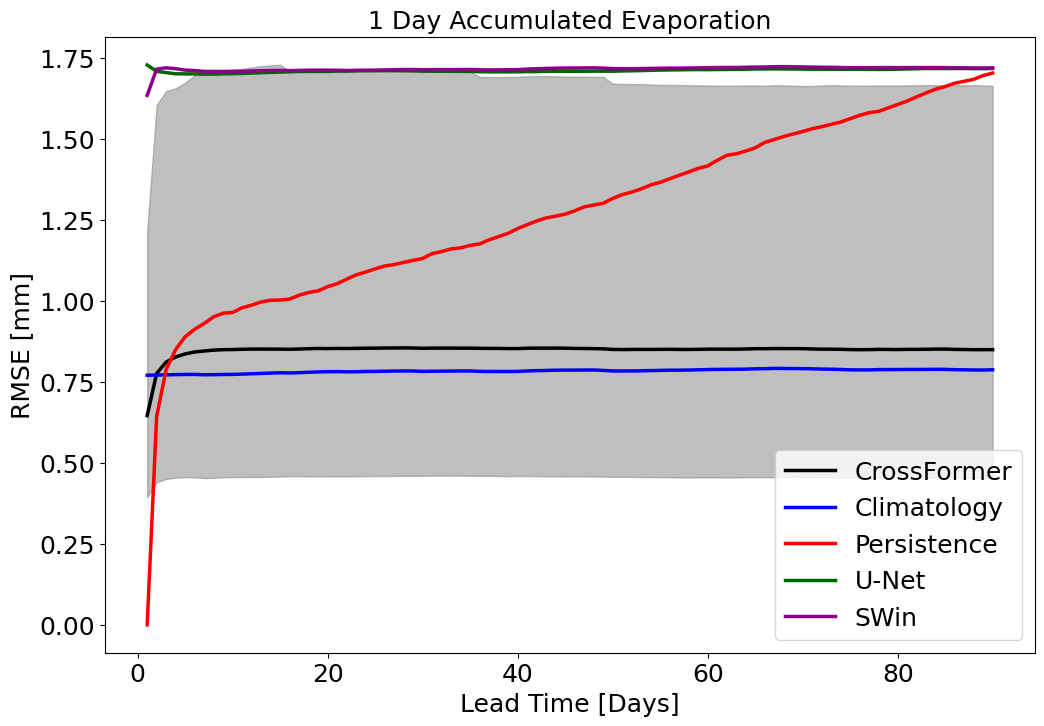 1 Day Accumulated Evaporation
RMSE [mm]
1.75
1.50
1.25
1.00
0.75
0.50
0.25
0.00
CrossFormer
Climatology
Persistence
U-Net
SWin
0
20
40
60
80
Lead Time [Days]